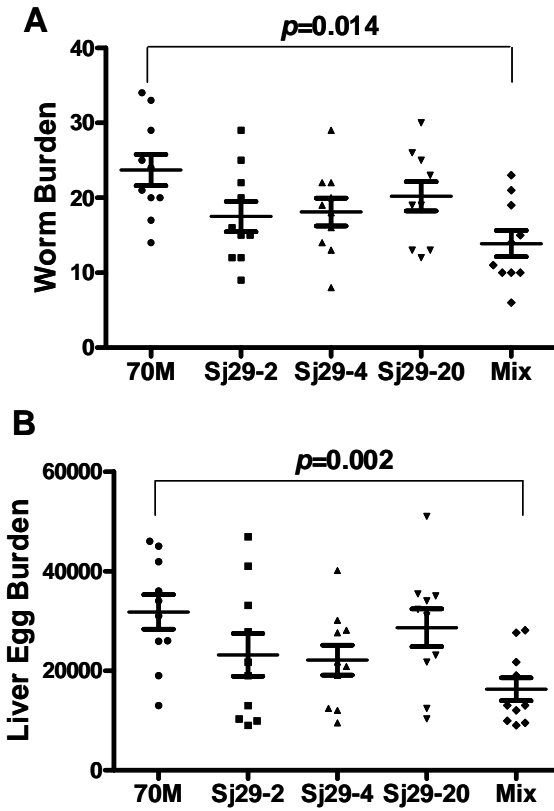 A
p=0.014
40
30
20
10
0
Worm Burden
70M Sj29-2 Sj29-4 Sj29-20 Mix
B
p=0.002
60000
40000
20000
0
Liver Egg Burden
70M Sj29-2 Sj29-4 Sj29-20 Mix